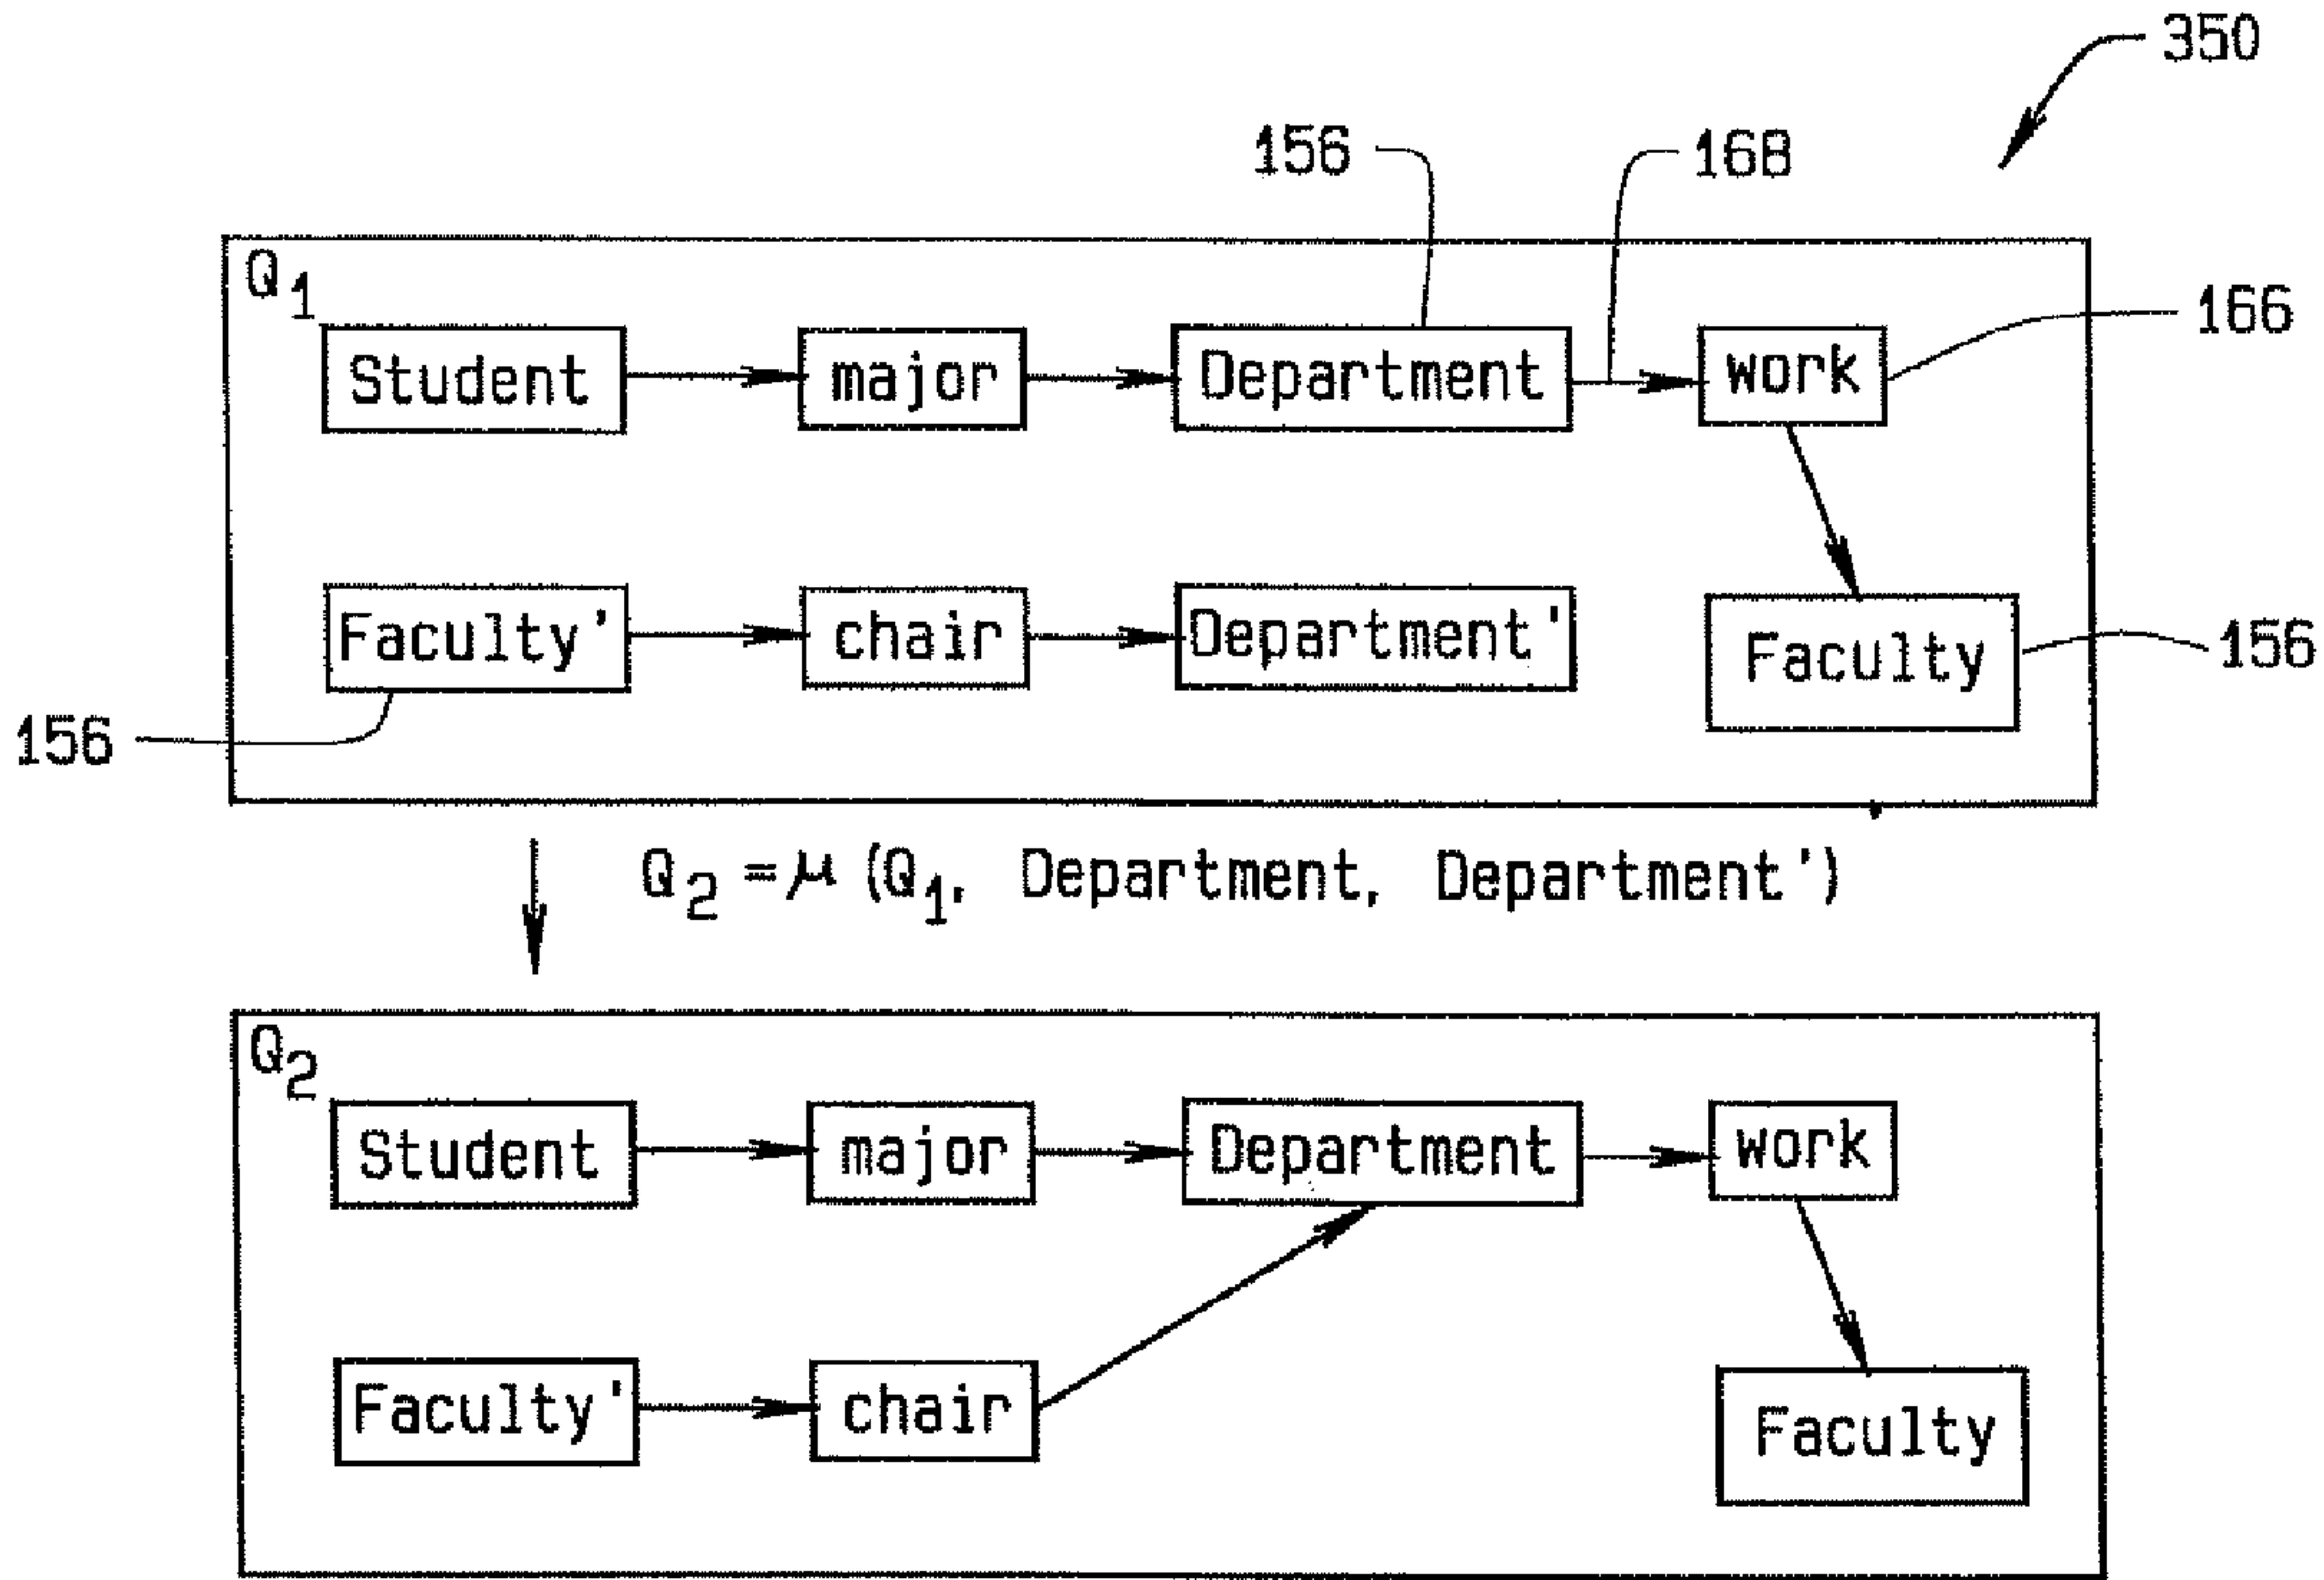 350
156
168
Q1
Student
major
Department
work
166
Faculty'
chair
Department'
Faculty
156
156
Q2 = μ (Q1, Department, Department')
Q2
Student
major
Department
work
Faculty'
chair
Faculty